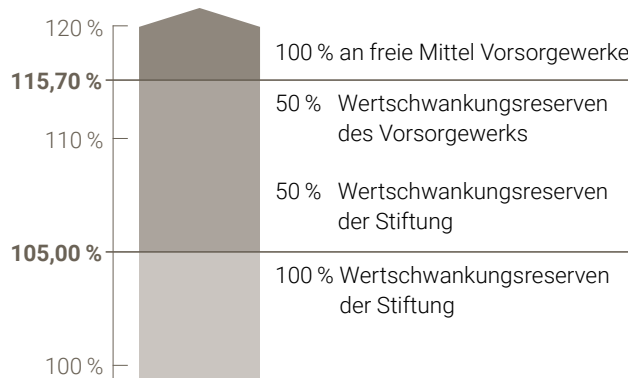 120 %
100 % an freie Mittel Vorsorgewerke
115,70 %
50 % Wertschwankungsreserven
des Vorsorgewerks
110 %
50 % Wertschwankungsreserven
der Stiftung
105,00 %
100 % Wertschwankungsreserven
der Stiftung
100 %